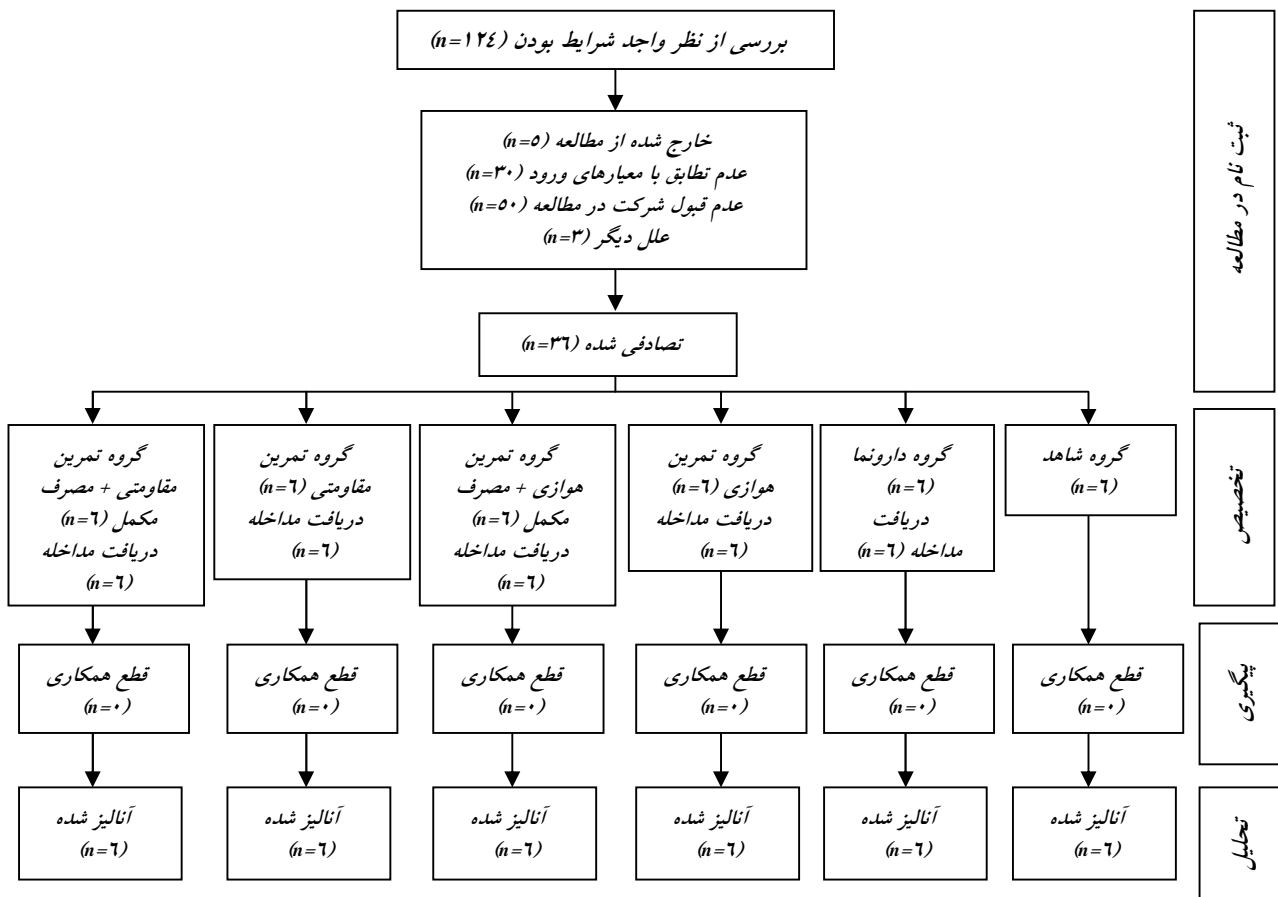 بررسی از نظر واجد شرایط بودن (n=۱۲٤)
خارج شده از مطالعه (n=٥)
عدم تطابق با معیارهای ورود (n=۳۰)
عدم قبول شرکت در مطالعه (n=٥۰)
علل دیگر (n=۳)
تصادفی شده (n=۳٦)
ثبت نام در مطالعه
گروه شاهد
(n=٦)
گروه دارونما
(n=٦)
دریافت
مداخله (n=٦)
گروه تمرین
هوازی (n=٦)
دریافت مداخله
(n=٦)
گروه تمرین
هوازی + مصرف
مکمل (n=٦)
دریافت مداخله
(n=٦)
گروه تمرین
مقاومتی (n=٦)
دریافت مداخله
(n=٦)
گروه تمرین
مقاومتی + مصرف
مکمل (n=٦)
دریافت مداخله
(n=٦)
تخصیص
قطع همکاری
(n=۰)
قطع همکاری
(n=۰)
قطع همکاری
(n=۰)
قطع همکاری
(n=۰)
قطع همکاری
(n=۰)
قطع همکاری
(n=۰)
پیگیری
آنالیز شده
(n=٦)
آنالیز شده
(n=٦)
آنالیز شده
(n=٦)
آنالیز شده
(n=٦)
آنالیز شده
(n=٦)
آنالیز شده
(n=٦)
تحلیل